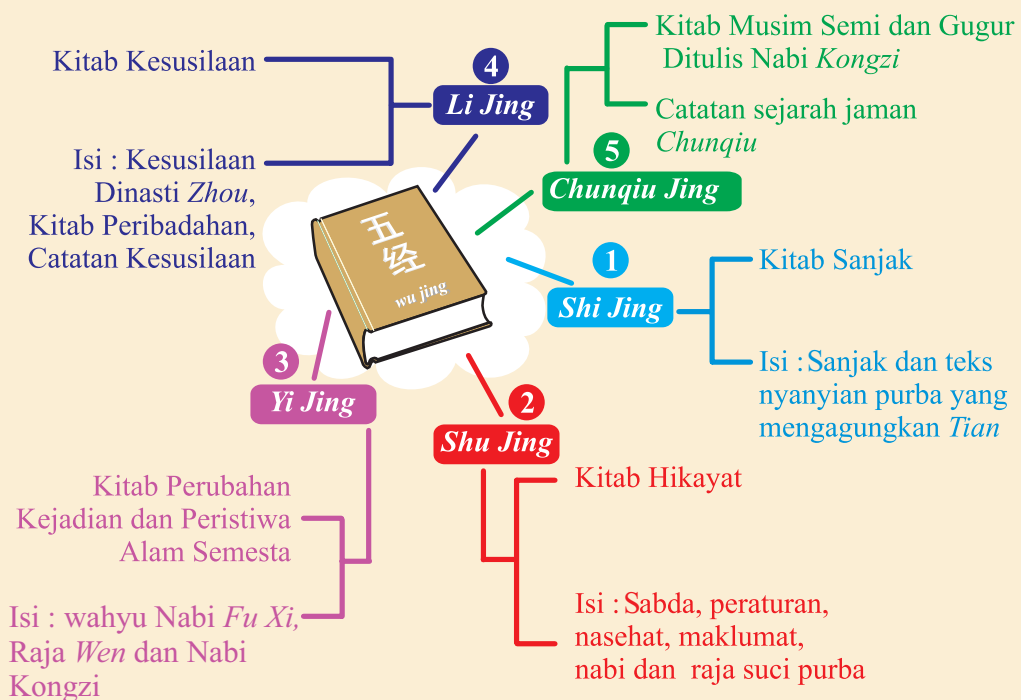 五
经
wu jing
1
Shi Jing
Kitab Sanjak
Isi : Sanjak dan teks
nyanyian purba yang
mengagungkan Tian
2
Shu Jing
Kitab Hikayat
Isi : Sabda, peraturan,
nasehat, maklumat,
nabi dan raja suci purba
3
Yi Jing
Kitab Perubahan
Kejadian dan Peristiwa
Alam Semesta
Isi : wahyu Nabi Fu Xi,
Raja Wen dan Nabi
Kongzi
4
Li Jing
Kitab Kesusilaan
Isi : Kesusilaan
Dinasti Zhou,
Kitab Peribadahan,
Catatan Kesusilaan
5
Chunqiu Jing
Kitab Musim Semi dan Gugur
Ditulis Nabi Kongzi
Catatan sejarah jaman
Chunqiu